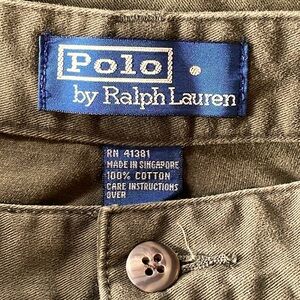 Polo
by Ralph Lauren
RN 41381
MADE IN SINGAPORE
100% COTTON
CARE INSTRUCTIONS
OVER